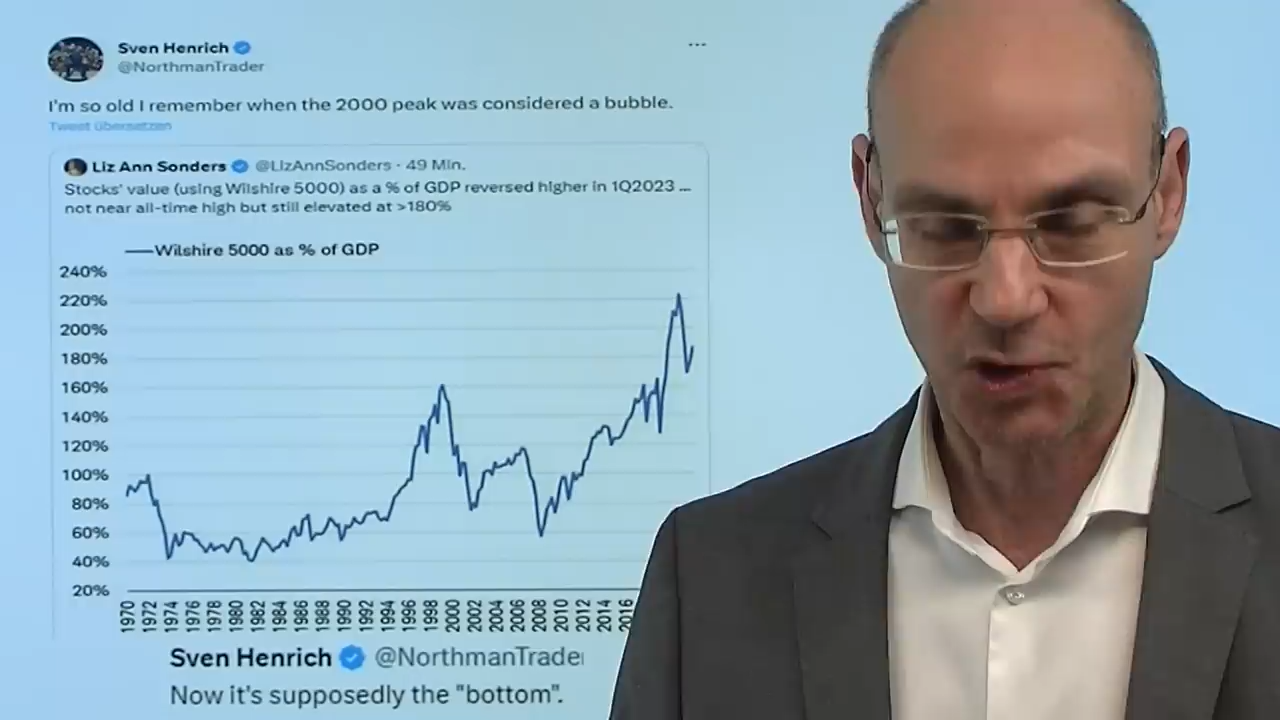 Sven Henrich
@NorthmanTrader
I'm so old I remember when the 2000 peak was considered a bubble.
Tweet übersetzen
Liz Ann Sonders @LizAnnSonders · 49 Min.
Stocks' value (using Wilshire 5000) as a % of GDP reversed higher in 1Q2023 ...
not near all-time high but still elevated at >180%
Wilshire 5000 as % of GDP
240%
220%
200%
180%
160%
140%
120%
100%
80%
60%
40%
20%
1970 1972 1974 1976 1978 1980 1982 1984 1986 1988 1990 1992 1994 1996 1998 2000 2002 2004 2006 2008 2010 2012 2014 2016
Sven Henrich @NorthmanTrade
Now it's supposedly the "bottom".